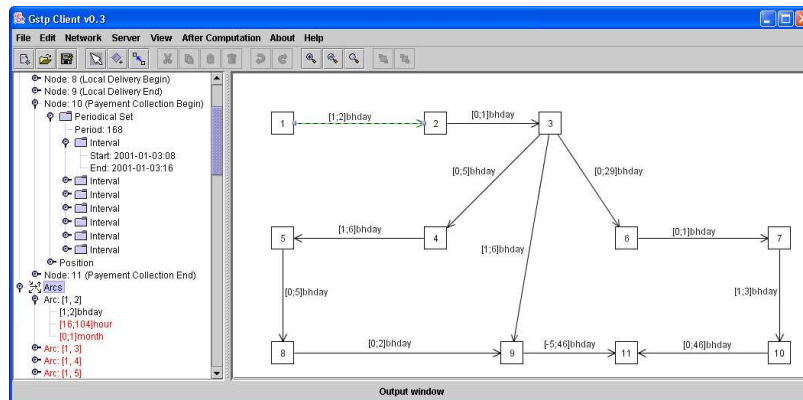 Gstp Client v0.3
File Edit Network Server View After Computation About Help
Node: 8 (Local Delivery Begin)
Node: 9 (Local Delivery End)
Node: 10 (Payement Collection Begin)
Periodical Set
Period: 168
Interval
Start: 2001-01-03:08
End: 2001-01-03:16
Interval
Interval
Interval
Interval
Interval
Position
Node: 11 (Payement Collection End)
Arcs
Arc: [1, 2]
[1;2]bhday
[16;104]hour
[0;1]month
Arc: [1, 3]
Arc: [1, 4]
Arc: [1, 5]
[1;2]bhday
[0;1]bhday
1
2
3
[0;5]bhday
[0;29]bhday
[1;6]bhday
[0;1]bhday
5
4
6
7
[1;6]bhday
[0;5]bhday
[1;3]bhday
[0;2]bhday
[-5;46]bhday
[0;46]bhday
8
9
11
10
Output window